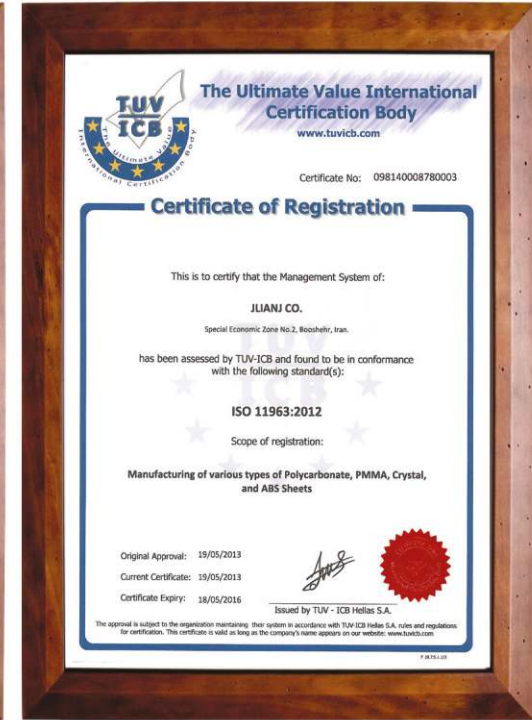 TUV
ICB
The Ultimate Value
International Certification Body
The Ultimate Value International
Certification Body
www.tuvicb.com
Certificate No: 098140008780003
Certificate of Registration
This is to certify that the Management System of:
JLIANJ CO.
Special Economic Zone No.2, Booshehr, Iran.
has been assessed by TUV-ICB and found to be in conformance
with the following standard(s):
TUV
ICB
ISO 11963:2012
Scope of registration:
Manufacturing of various types of Polycarbonate, PMMA, Crystal,
and ABS Sheets
Original Approval: 19/05/2013
Current Certificate: 19/05/2013
Certificate Expiry: 18/05/2016
Issued by TUV - ICB Hellas S.A.
The approval is subject to the organization maintaining their system in accordance with TUV-ICB Hellas S.A. rules and regulations
for certification. This certificate is valid as long as the company's name appears on our website: www.tuvicb.com